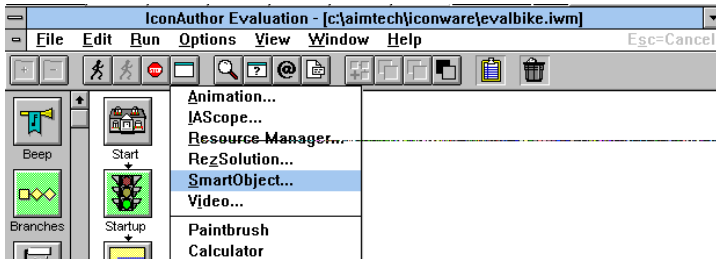 IconAuthor Evaluation - [c:\aimtech\iconware\evalbike.iwm]
File Edit Run Options View Window Help Esc=Cancel
Animation...
IAScope...
Resource Manager...
RezSolution...
SmartObject...
Video...
Paintbrush
Calculator
Beep
Start
Branches
Startup